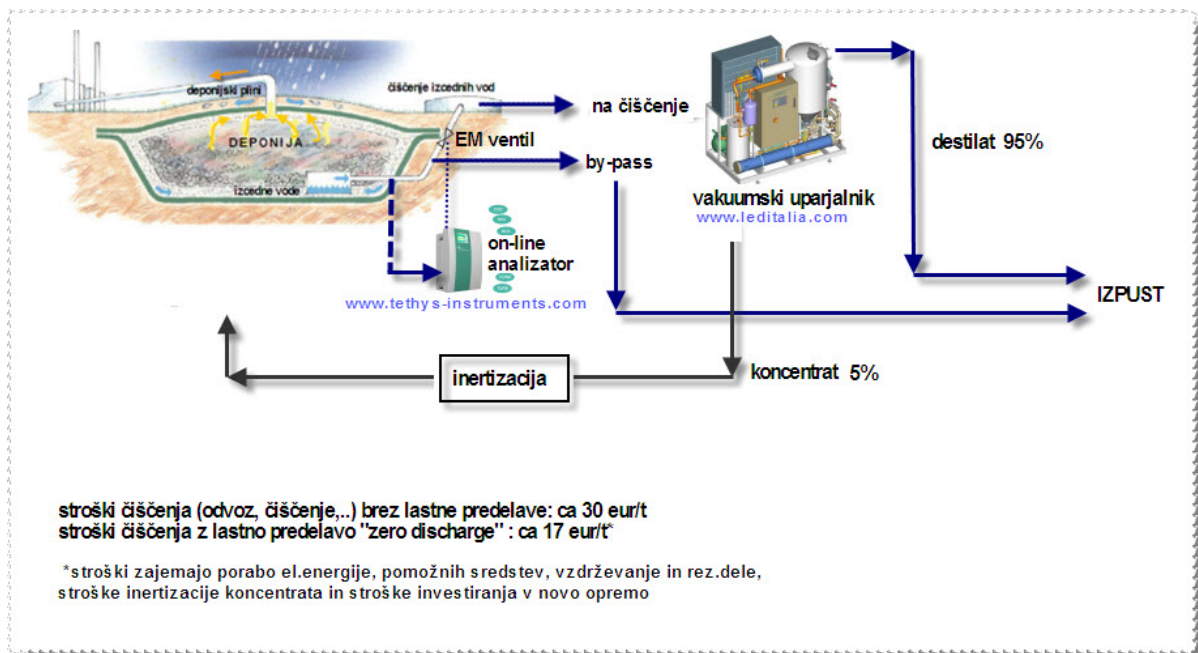 deponijski plini
čiščenje izcednih vod
na čiščenje
DEPONIJA
EM ventil
by-pass
izcedne vode
on-line
analizator
www.tethys-instruments.com
vakuumski uparjalnik
www.leditalia.com
destilat 95%
IZPUST
koncentrat 5%
inertizacija
stroški čiščenja (odvoz, čiščenje,..) brez lastne predelave: ca 30 eur/t
stroški čiščenja z lastno predelavo "zero discharge" : ca 17 eur/t*
*stroški zajemajo porabo el.energije, pomožnih sredstev, vzdrževanje in rez.dele,
stroške inertizacije koncentrata in stroške investiranja v novo opremo